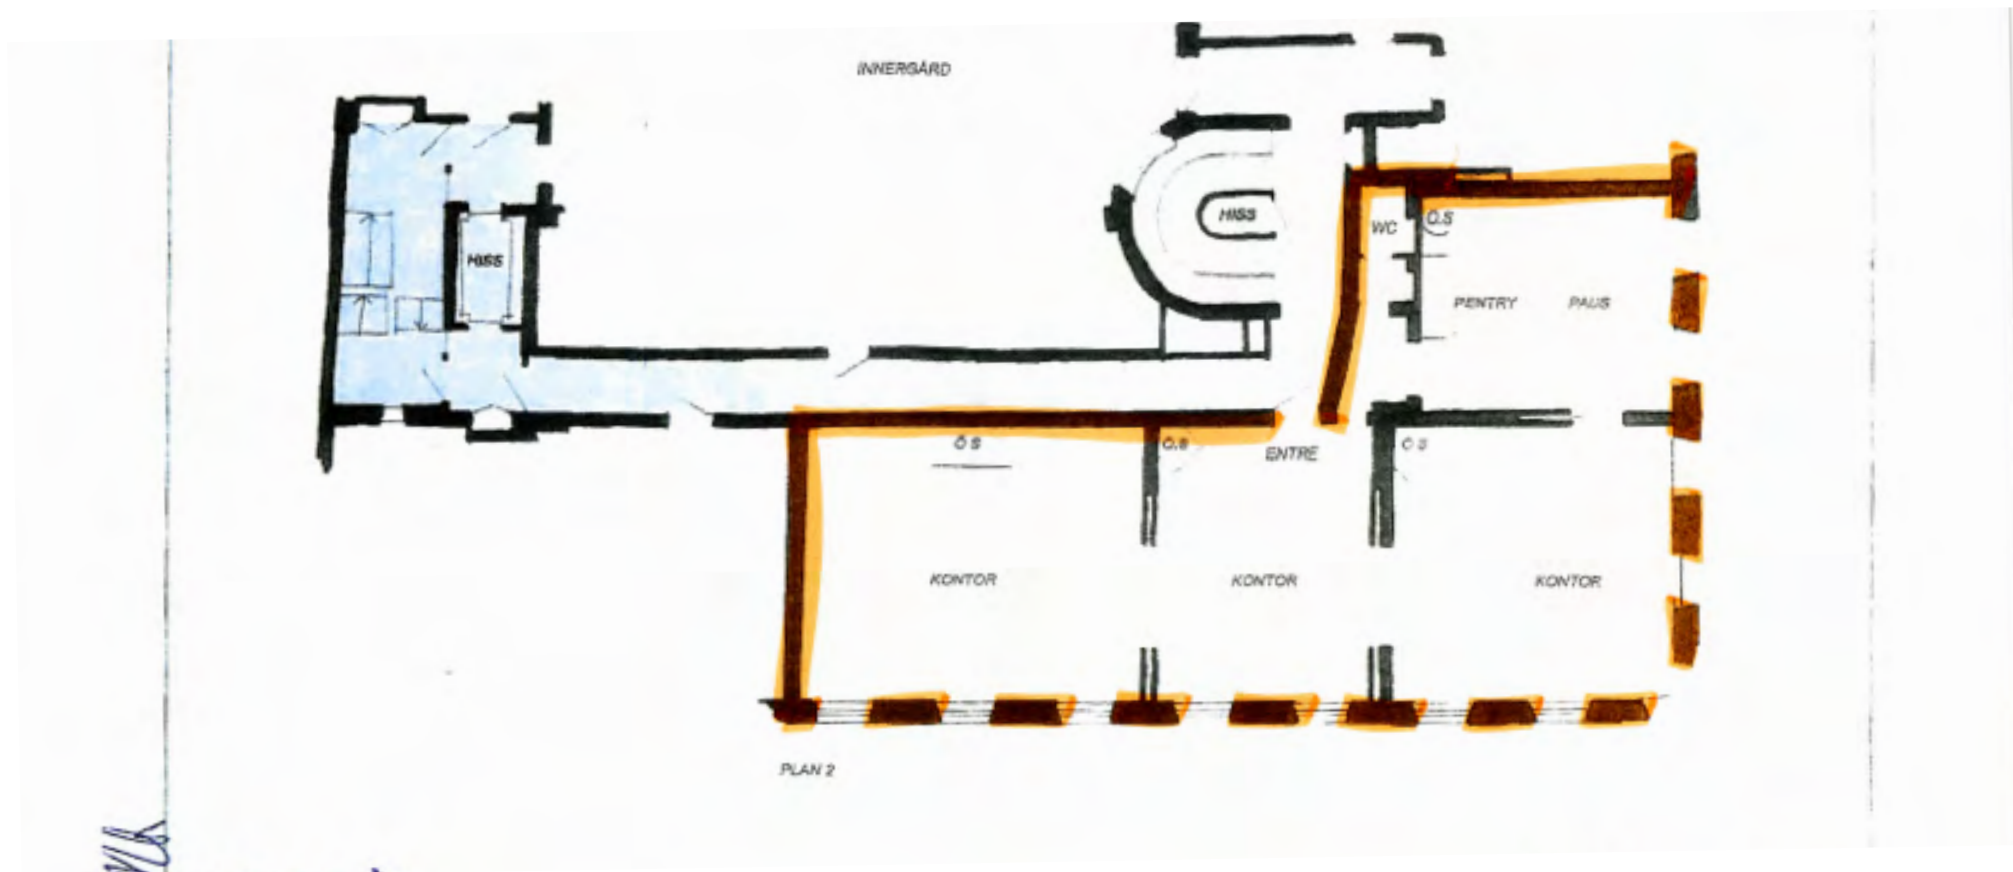 INNERGÅRD
HISS
WC
Ö.S
HISS
PENTRY PAUS
Ö S
Ö.S
ENTRE
Ö S
KONTOR
KONTOR
KONTOR
PLAN 2